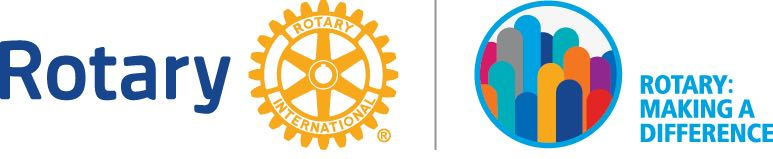 Rotary
ROTARY
INTERNATIONAL
®
ROTARY:
MAKING A
DIFFERENCE